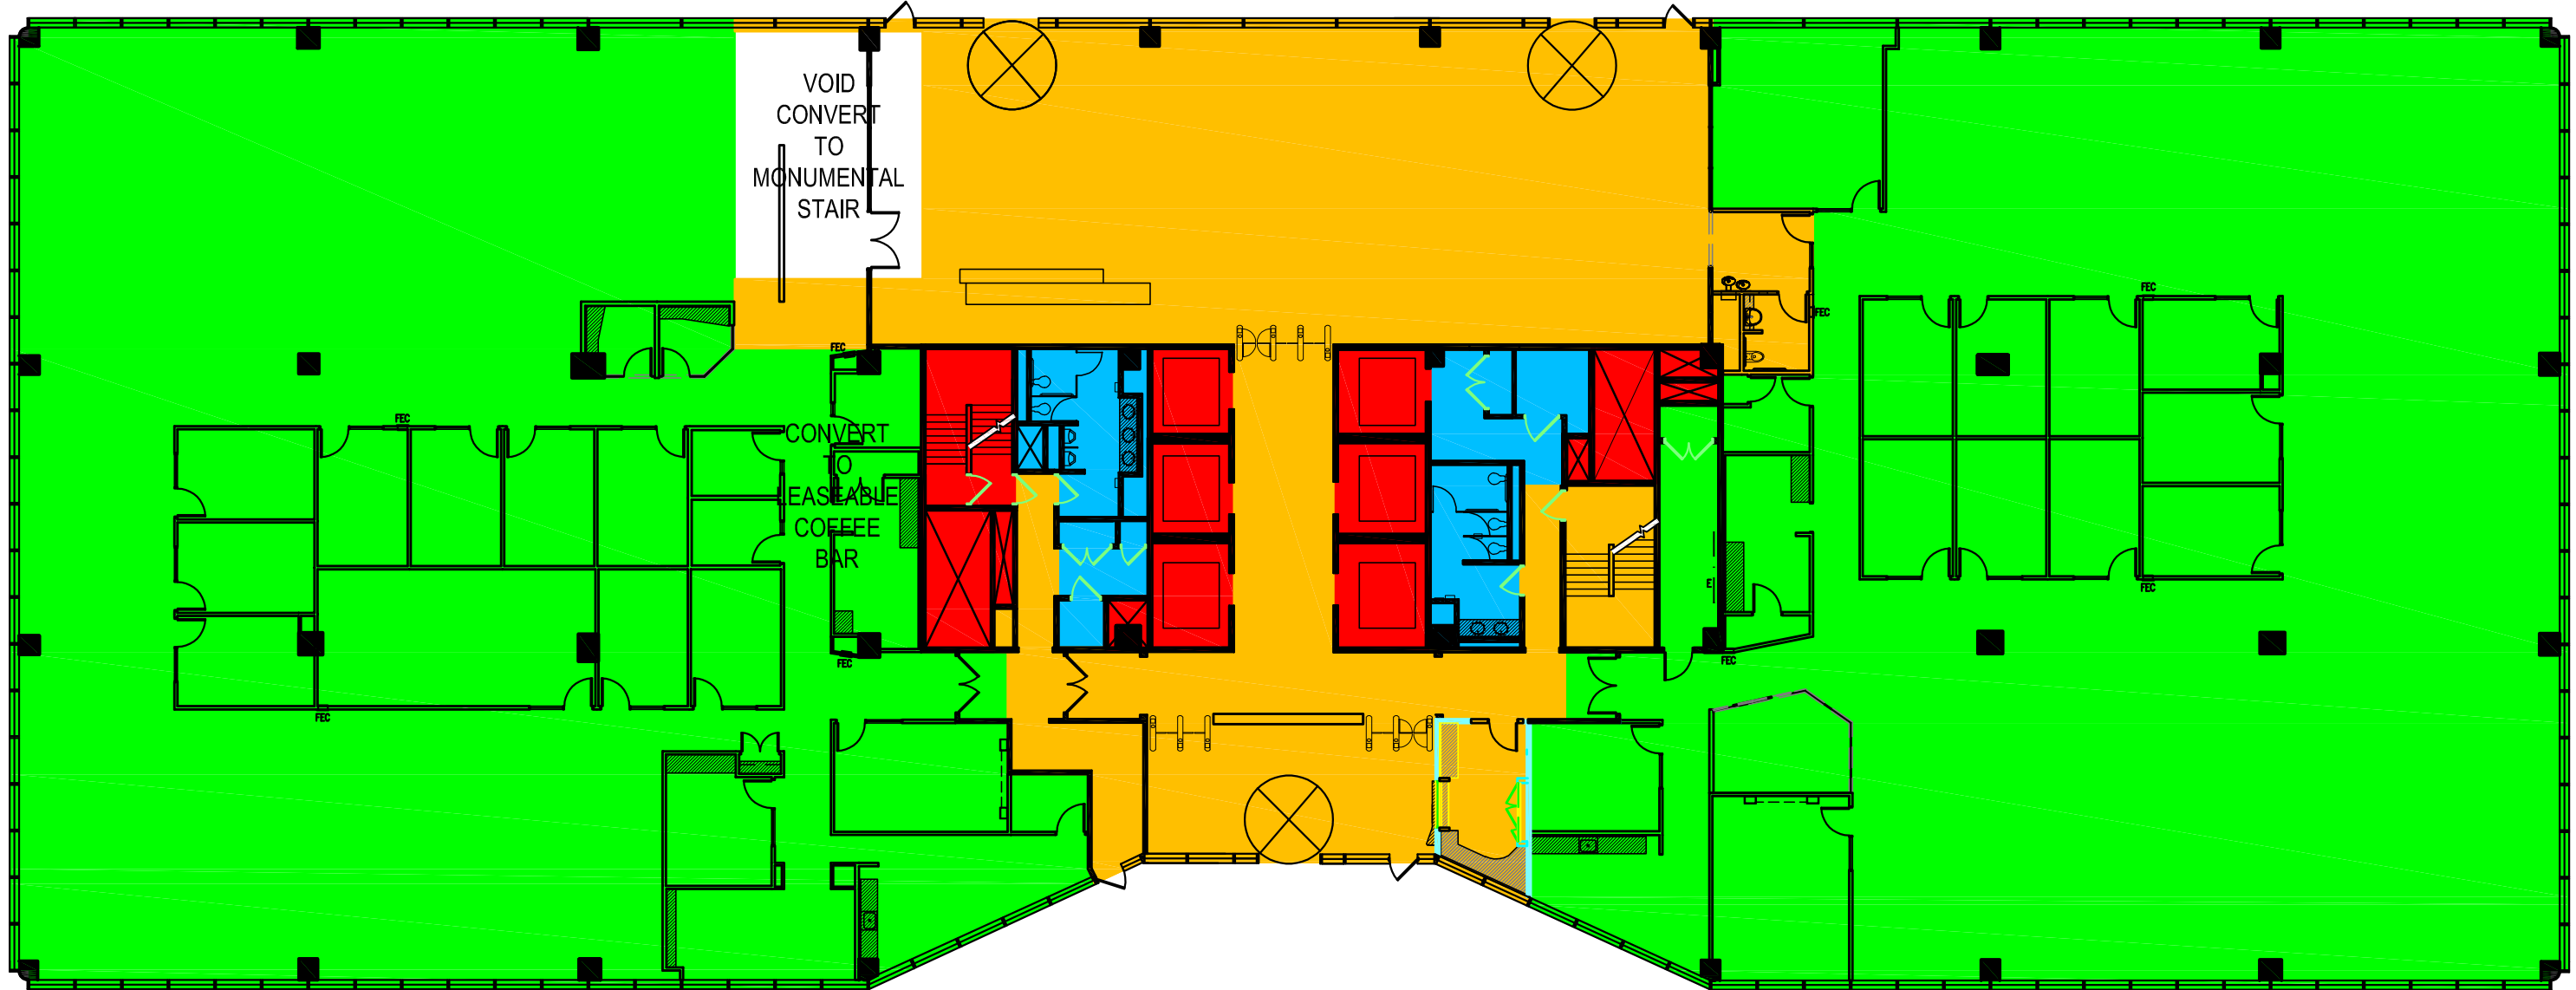 VOID
CONVERT
TO
MONUMENTAL
STAIR
FEC
FEC
FEC
FEC
CONVERT
TO
LEASEABLE
COFFEE
BAR
E
FEC
FEC
FEC
FEC